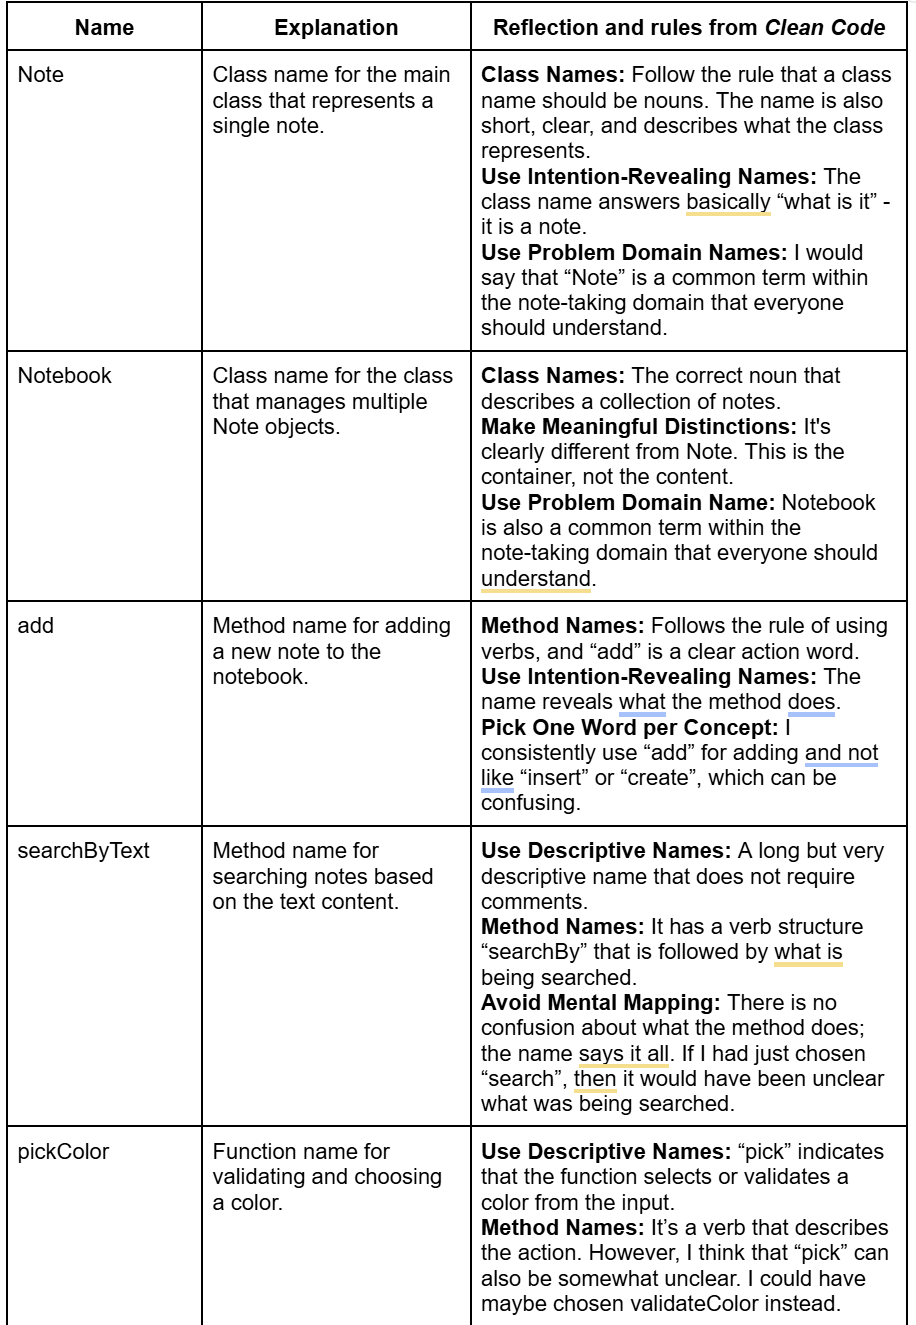 Name
Explanation
Reflection and rules from Clean Code
Note
Class name for the main
class that represents a
single note.
Class Names: Follow the rule that a class
name should be nouns. The name is also
short, clear, and describes what the class
represents.
Use Intention-Revealing Names: The
class name answers basically “what is it” -
it is a note.
Use Problem Domain Names: I would
say that “Note” is a common term within
the note-taking domain that everyone
should understand.
Notebook
Class name for the class
that manages multiple
Note objects.
Class Names: The correct noun that
describes a collection of notes.
Make Meaningful Distinctions: It's
clearly different from Note. This is the
container, not the content.
Use Problem Domain Name: Notebook
is also a common term within the
note-taking domain that everyone should
understand.
add
Method name for adding
a new note to the
notebook.
Method Names: Follows the rule of using
verbs, and “add” is a clear action word.
Use Intention-Revealing Names: The
name reveals what the method does.
Pick One Word per Concept: I
consistently use “add” for adding and not
like “insert” or “create”, which can be
confusing.
searchByText
Method name for
searching notes based
on the text content.
Use Descriptive Names: A long but very
descriptive name that does not require
comments.
Method Names: It has a verb structure
“searchBy” that is followed by what is
being searched.
Avoid Mental Mapping: There is no
confusion about what the method does;
the name says it all. If I had just chosen
“search”, then it would have been unclear
what was being searched.
pickColor
Function name for
validating and choosing
a color.
Use Descriptive Names: “pick” indicates
that the function selects or validates a
color from the input.
Method Names: It’s a verb that describes
the action. However, I think that “pick” can
also be somewhat unclear. I could have
maybe chosen validateColor instead.